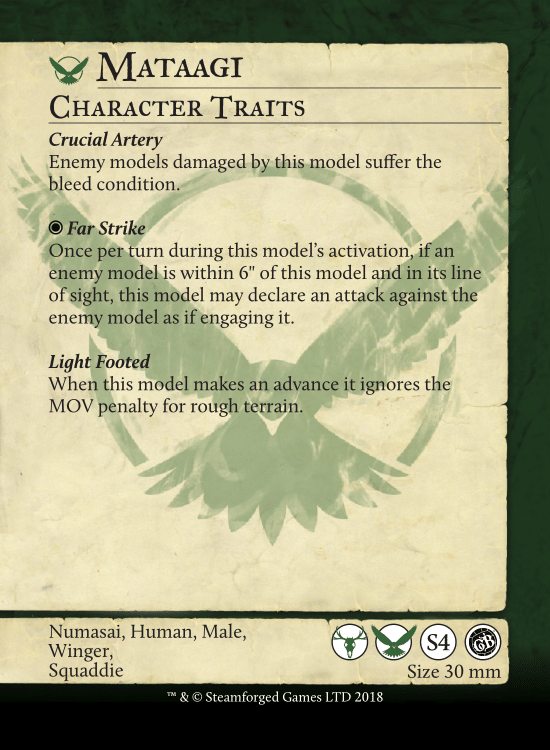 Mataagi
Character Traits
Crucial Artery
Enemy models damaged by this model suffer the
bleed condition.
Far Strike
Once per turn during this model's activation, if an
enemy model is within 6" of this model and in its line
of sight, this model may declare an attack against the
enemy model as if engaging it.
Light Footed
When this model makes an advance it ignores the
MOV penalty for rough terrain.
Numasai, Human, Male,
Winger,
Squaddie
S4
GB
Size 30 mm
™ & © Steamforged Games LTD 2018